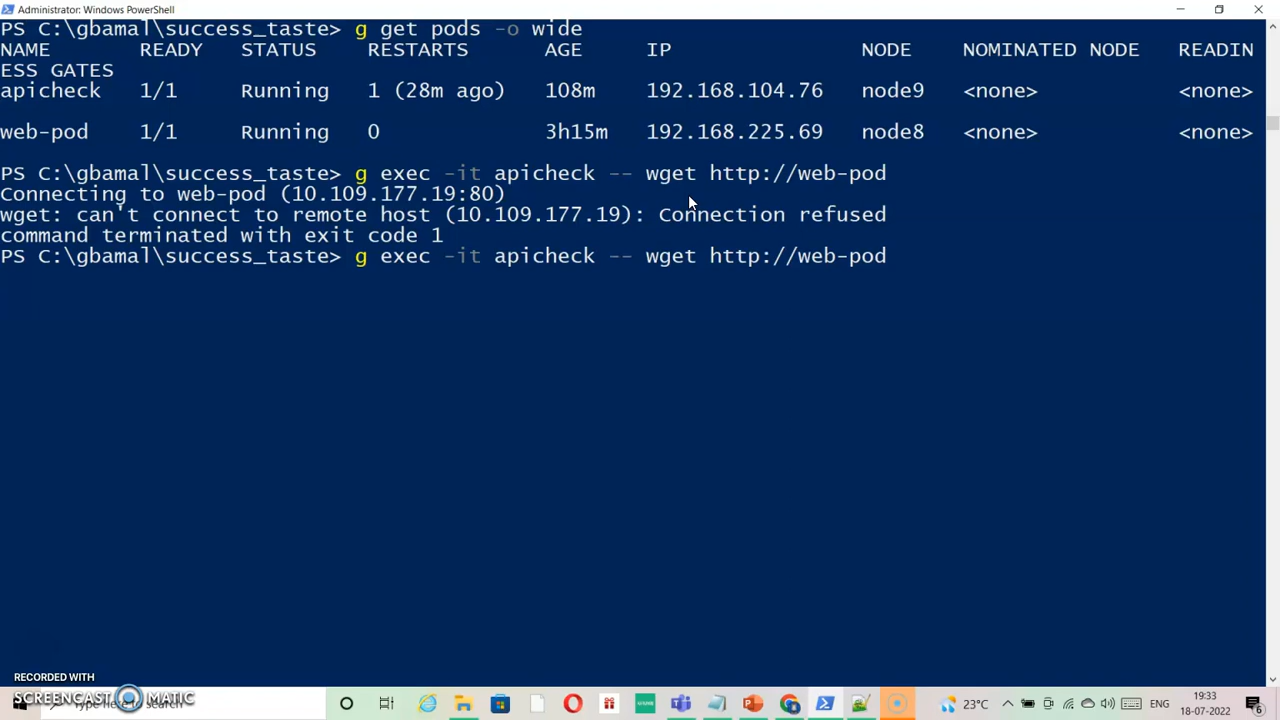 Administrator: Windows PowerShell
PS C:\gbamal\success_taste> g get pods -o wide
NAME READY STATUS RESTARTS AGE IP NODE NOMINATED NODE READIN
ESS GATES
apicheck 1/1 Running 1 (28m ago) 108m 192.168.104.76 node9 <none> <none>
web-pod 1/1 Running 0 3h15m 192.168.225.69 node8 <none> <none>
PS C:\gbamal\success_taste> g exec -it apicheck -- wget http://web-pod
Connecting to web-pod (10.109.177.19:80)
wget: can't connect to remote host (10.109.177.19): Connection refused
command terminated with exit code 1
PS C:\gbamal\success_taste> g exec -it apicheck -- wget http://web-pod
RECORDED WITH
SCREENCAST MATIC
Type here to search
23°C
ENG
19:33
18-07-2022
6